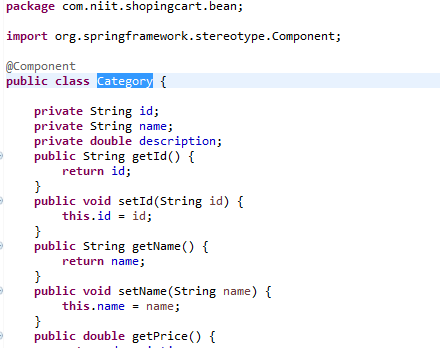 package com.niit.shopingcart.bean;
import org.springframework.stereotype.Component;
@Component
public class Category {
private String id;
private String name;
private double description;
public String getId() {
return id;
}
public void setId(String id) {
this.id = id;
}
public String getName() {
return name;
}
public void setName(String name) {
this.name = name;
}
public double getPrice() {